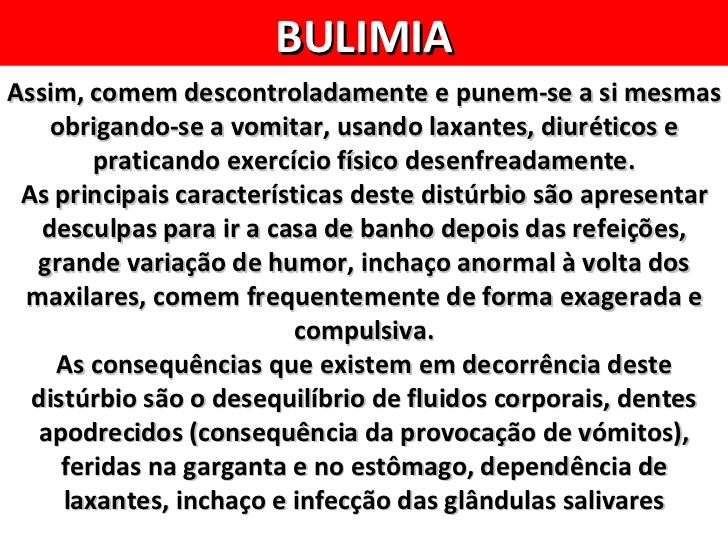 BULIMIA
Assim, comem descontroladamente e punem-se a si mesmas
obrigando-se a vomitar, usando laxantes, diuréticos e
praticando exercício físico desenfreadamente.
As principais características deste distúrbio são apresentar
desculpas para ir a casa de banho depois das refeições,
grande variação de humor, inchaço anormal à volta dos
maxilares, comem frequentemente de forma exagerada e
compulsiva.
As consequências que existem em decorrência deste
distúrbio são o desequilíbrio de fluidos corporais, dentes
apodrecidos (consequência da provocação de vómitos),
feridas na garganta e no estômago, dependência de
laxantes, inchaço e infecção das glândulas salivares